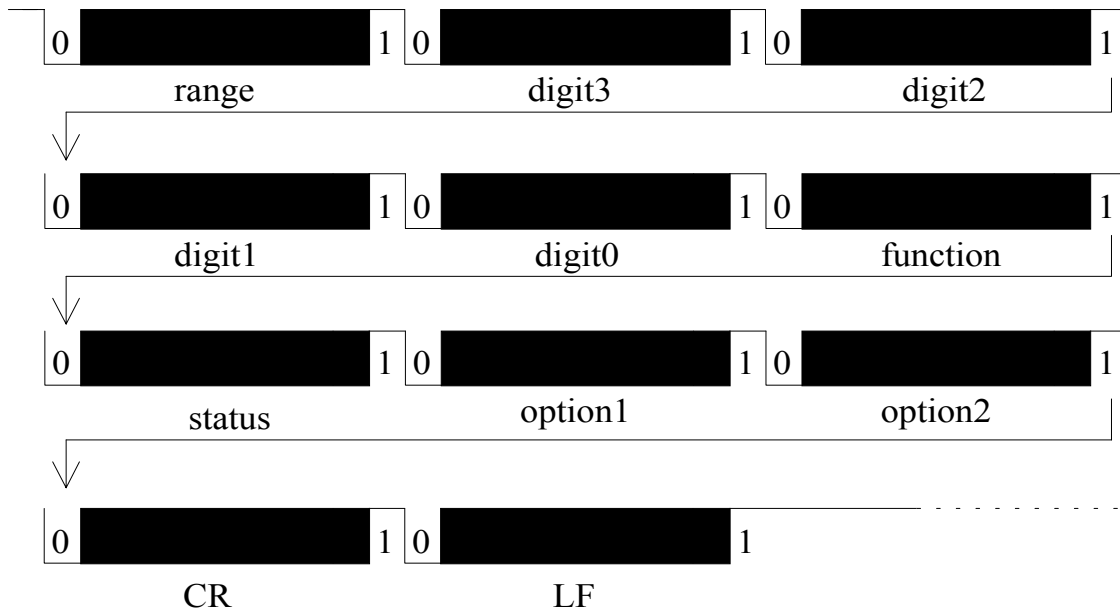 0 1 0 1 0 1
range digit3 digit2
0 1 0 1 0 1
digit1 digit0 function
0 1 0 1 0 1
status option1 option2
0 1 0 1
CR LF